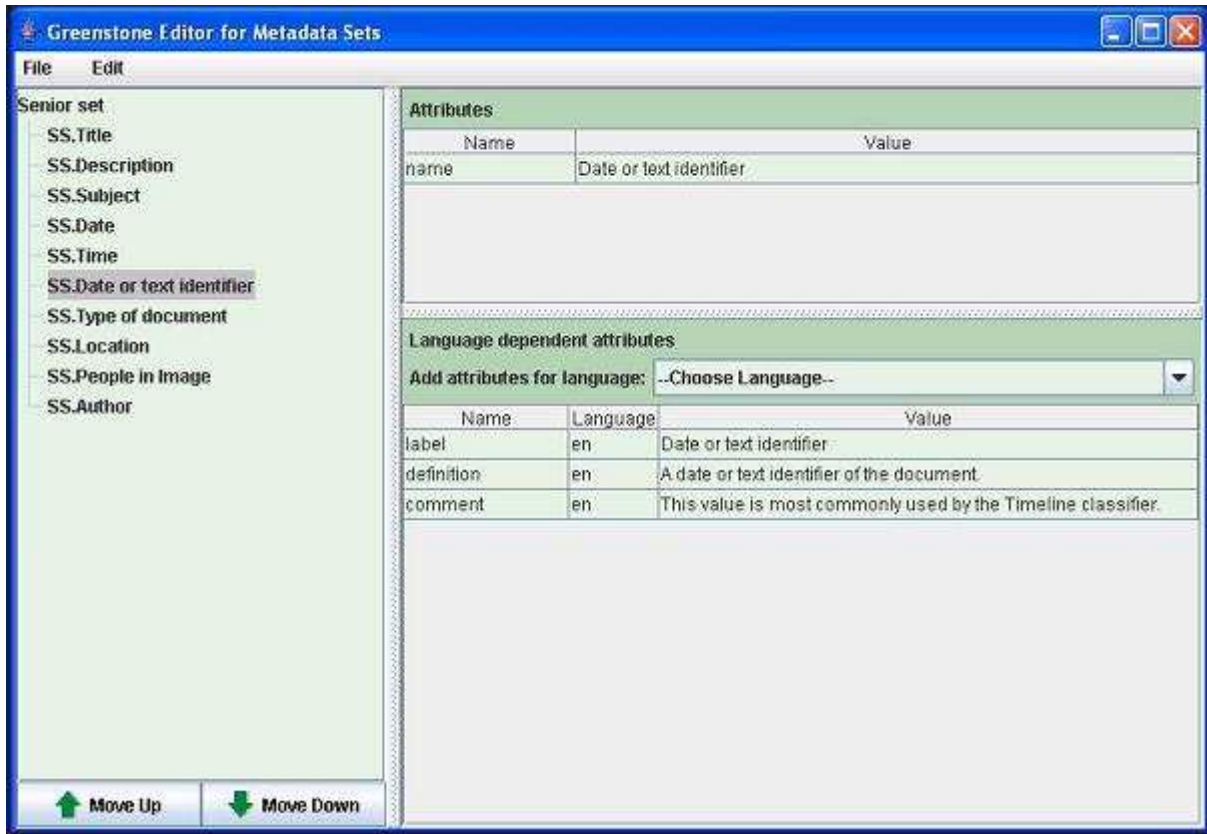 Greenstone Editor for Metadata Sets
File Edit
Senior set
SS.Title
SS.Description
SS.Subject
SS.Date
SS.Time
SS.Date or text identifier
SS.Type of document
SS.Location
SS.People in Image
SS.Author
Move Up Move Down
Attributes
Name Value
name Date or text identifier
Language dependent attributes
Add attributes for language: --Choose Language--
Name Language Value
label en Date or text identifier
definition en A date or text identifier of the document.
comment en This value is most commonly used by the Timeline classifier.